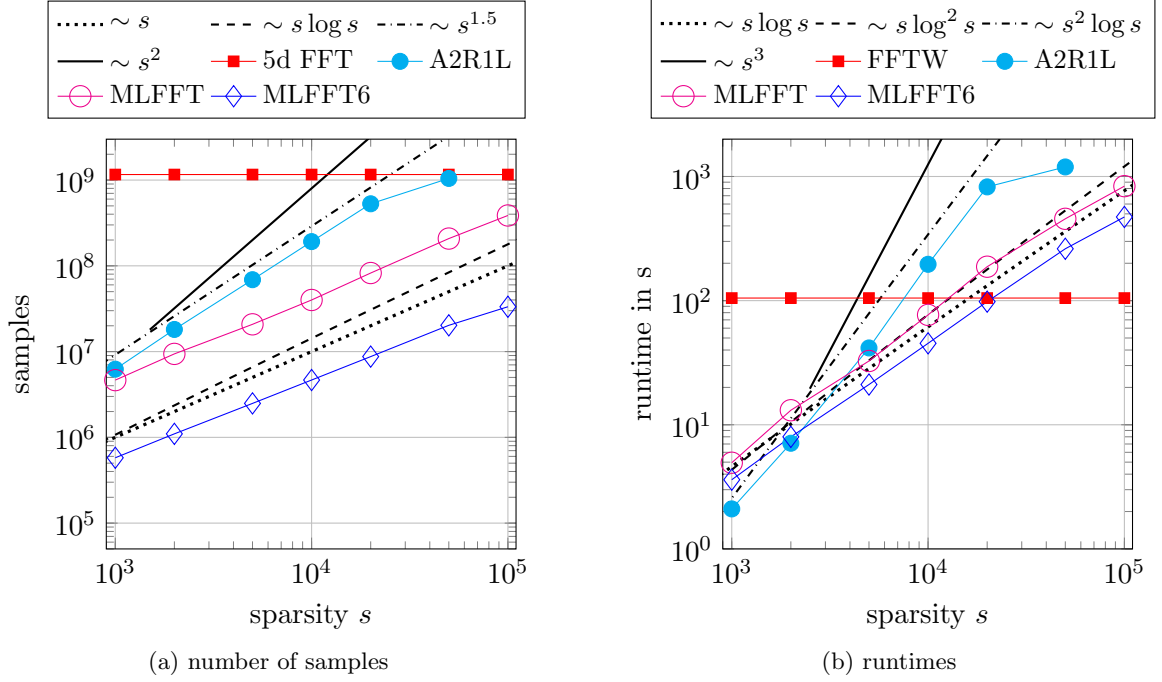 ∼ s ∼ s log s ∼ s^1.5
∼ s^2 5d FFT A2R1L
MLFFT MLFFT6
10^9
10^8
10^7
10^6
10^5
samples
10^3 10^4 10^5
sparsity s
(a) number of samples
∼ s log s ∼ s log^2 s ∼ s^2 log s
∼ s^3 FFTW A2R1L
MLFFT MLFFT6
10^3
10^2
10^1
10^0
runtime in s
10^3 10^4 10^5
sparsity s
(b) runtimes